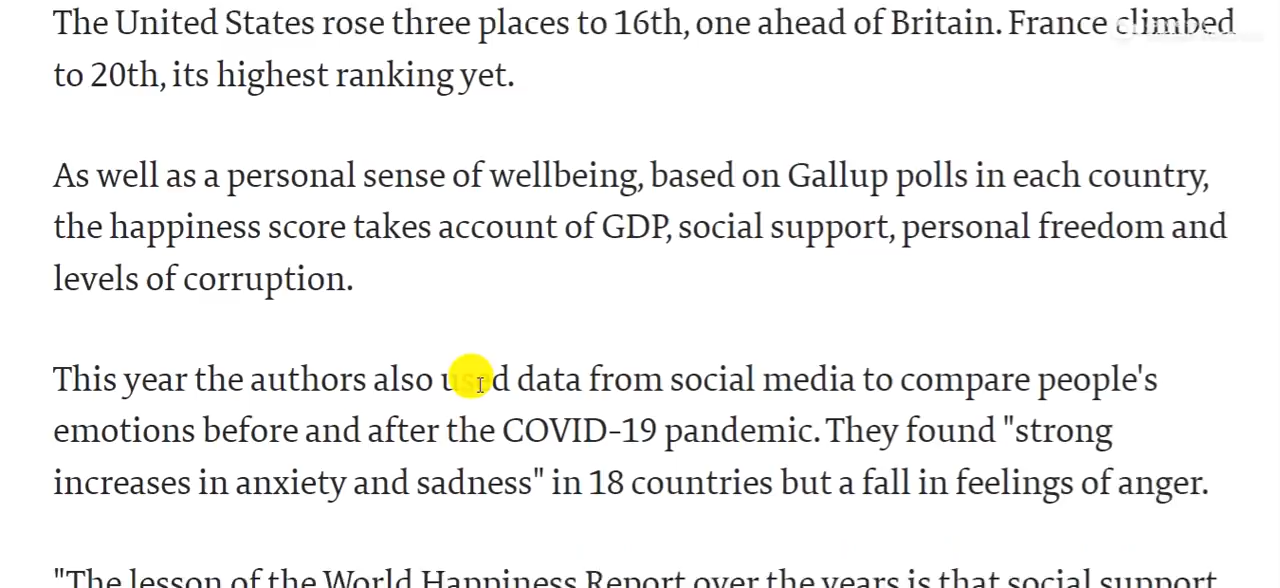 The United States rose three places to 16th, one ahead of Britain. France climbed
to 20th, its highest ranking yet.
As well as a personal sense of wellbeing, based on Gallup polls in each country,
the happiness score takes account of GDP, social support, personal freedom and
levels of corruption.
This year the authors also used data from social media to compare people's
emotions before and after the COVID-19 pandemic. They found "strong
increases in anxiety and sadness" in 18 countries but a fall in feelings of anger.
"The lesson of the World Happiness Report over the years is that social support